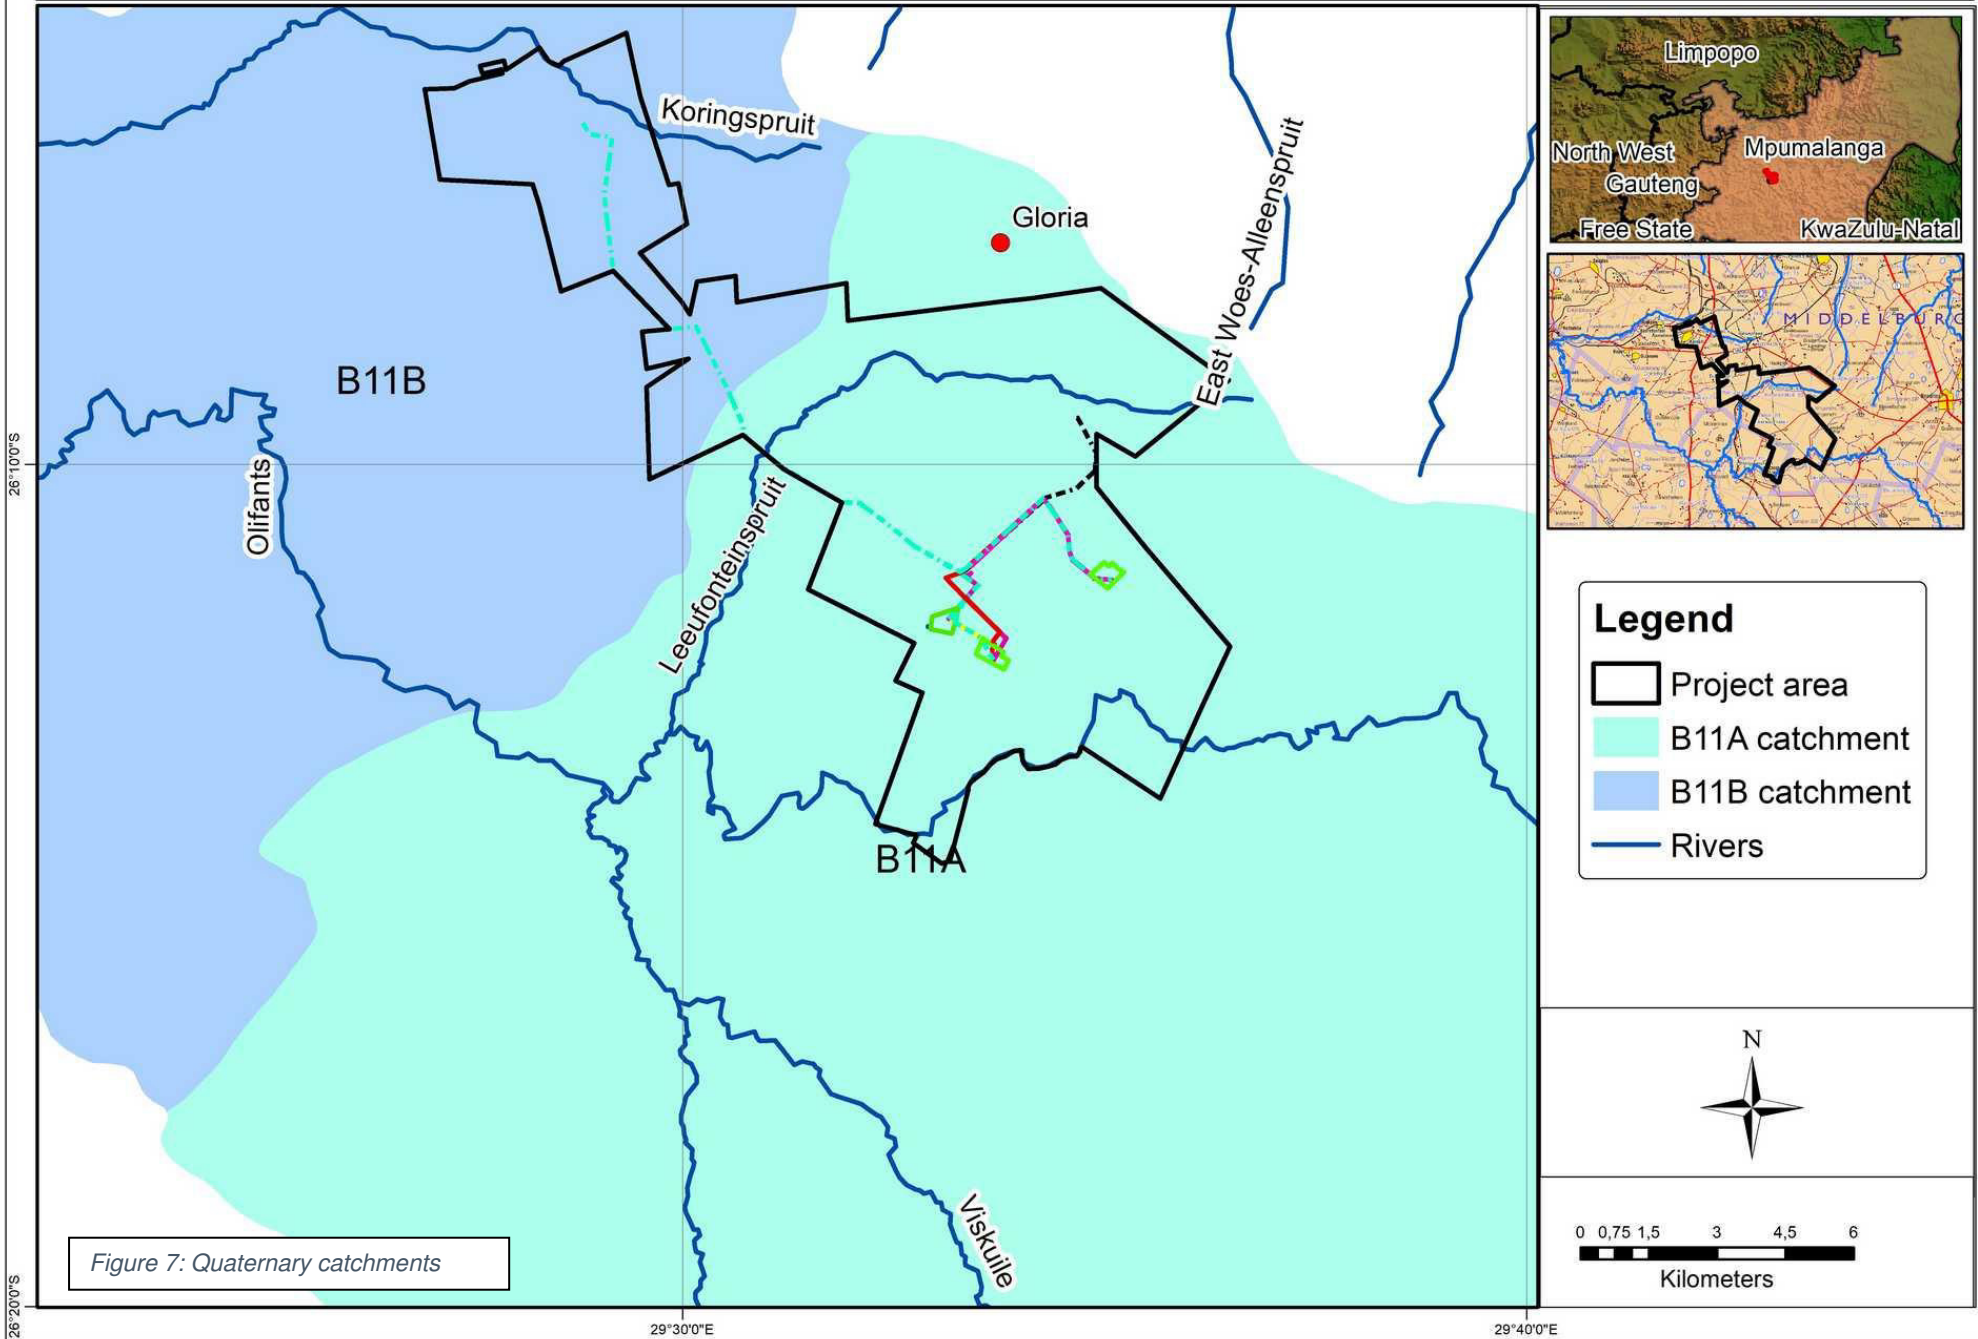 Koringspruit
Gloria
East Woes-Alleenspruit
B11B
Olifants
Leeufonteinspruit
B11A
Viskuile
Figure 7: Quaternary catchments
26°10'0"S
26°20'0"S
29°30'0"E
29°40'0"E
Limpopo
North West
Mpumalanga
Gauteng
Free State
KwaZulu-Natal
MIDDELBURG
Legend
Project area
B11A catchment
B11B catchment
Rivers
N
0 0,75 1,5 3 4,5 6
Kilometers